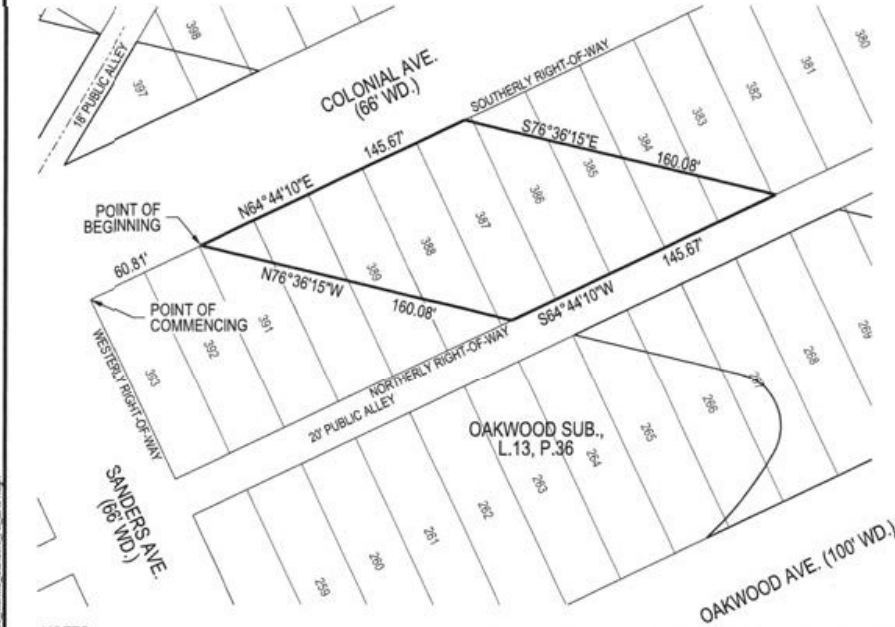 398
397
18' PUBLIC ALLEY
COLONIAL AVE.
(66' WD.)
SOUTHERLY RIGHT-OF-WAY
380
381
382
383
384
385
386
387
388
389
391
392
393
S76°36'15"E
160.08'
145.67'
N64°44'10"E
POINT OF
BEGINNING
60.81'
POINT OF
COMMENCING
N76°36'15"W
160.08'
145.67'
S64°44'10"W
WESTERLY RIGHT-OF-WAY
NORTHERLY RIGHT-OF-WAY
20' PUBLIC ALLEY
OAKWOOD SUB.,
L.13, P.36
269
268
266
265
264
263
262
261
260
259
SANDERS AVE.
(66' WD.)
OAKWOOD AVE. (100' WD.)